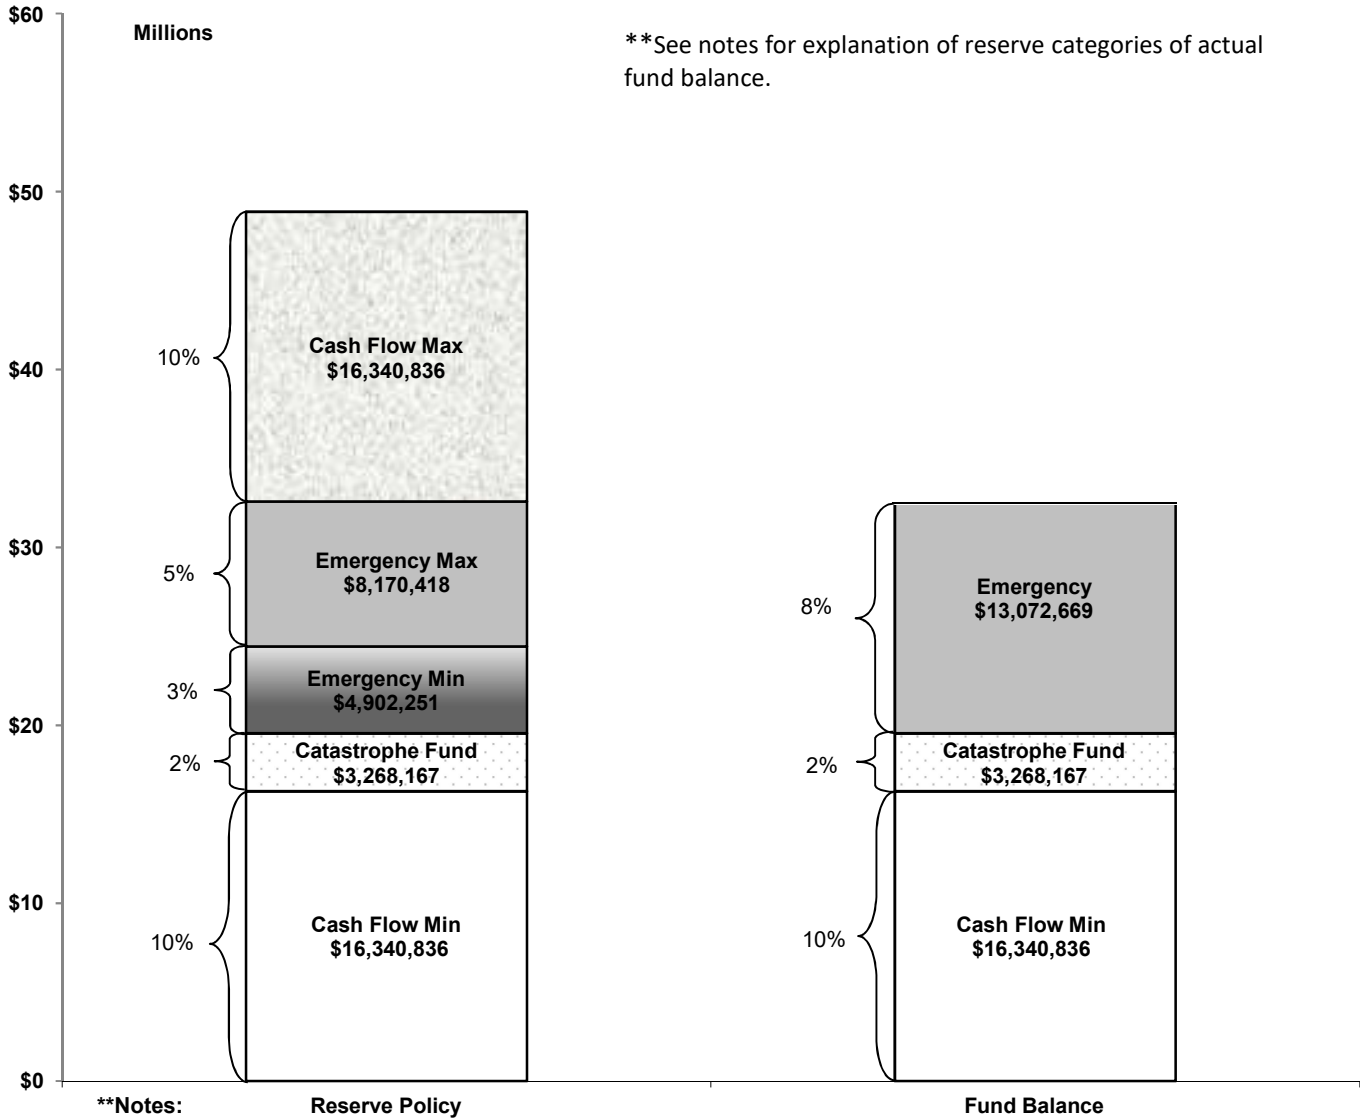 $60
Millions
**See notes for explanation of reserve categories of actual
fund balance.
$50
$40
$30
$20
$10
$0
10%
Cash Flow Max
$16,340,836
5%
Emergency Max
$8,170,418
3%
Emergency Min
$4,902,251
2%
Catastrophe Fund
$3,268,167
10%
Cash Flow Min
$16,340,836
8%
Emergency
$13,072,669
2%
Catastrophe Fund
$3,268,167
10%
Cash Flow Min
$16,340,836
**Notes:
Reserve Policy
Fund Balance